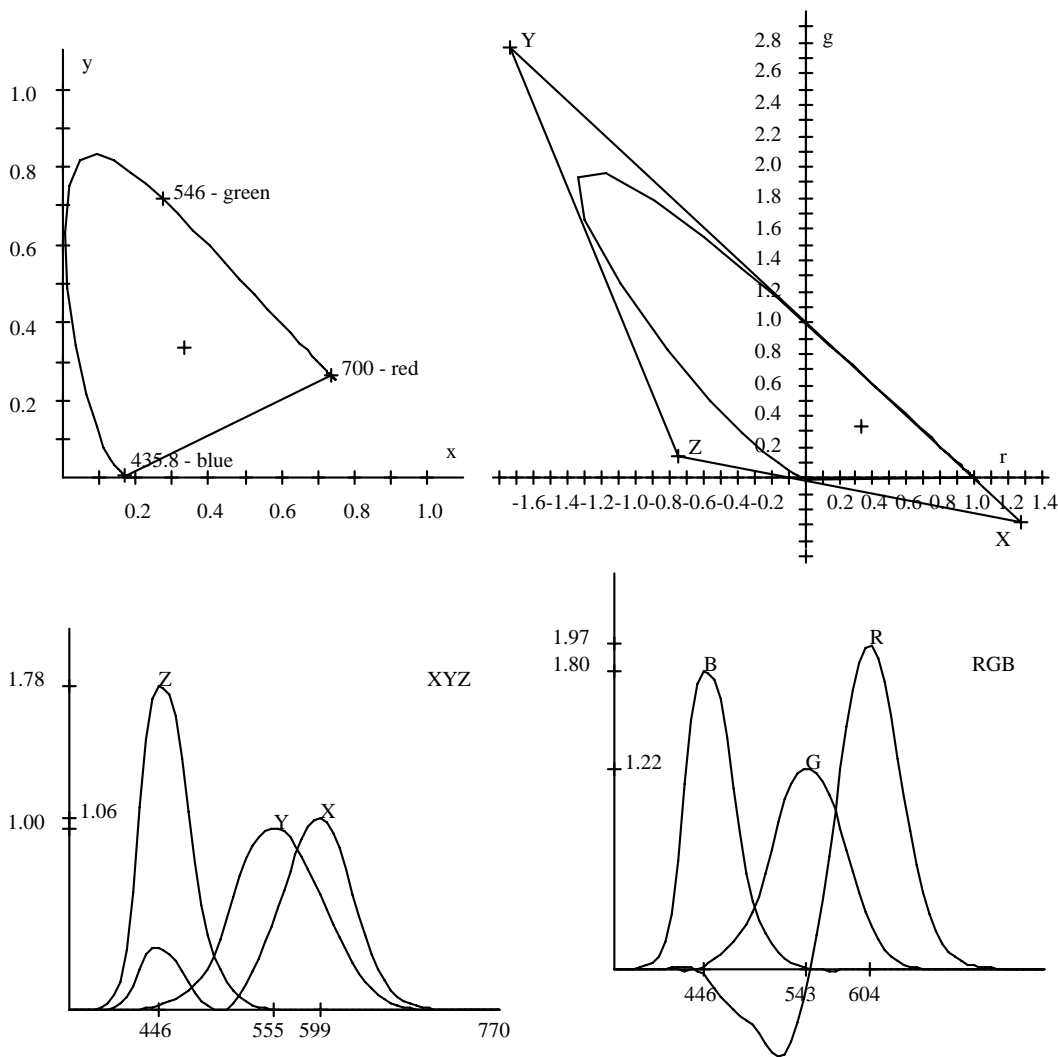 y
1.0
0.8
546 - green
0.6
0.4
700 - red
0.2
435.8 - blue
x
0.2 0.4 0.6 0.8 1.0
Y
g
2.8
2.6
2.4
2.2
2.0
1.8
1.6
1.4
1.2
1.0
0.8
0.6
0.4
0.2
Z
r
-1.6-1.4-1.2-1.0-0.8-0.6-0.4-0.2 0.2 0.4 0.6 0.8 1.0 1.2 1.4
X
Z
XYZ
1.78
1.06
1.00
Y
X
446 555 599 770
R
1.97
1.80
B
RGB
1.22
G
446 543 604